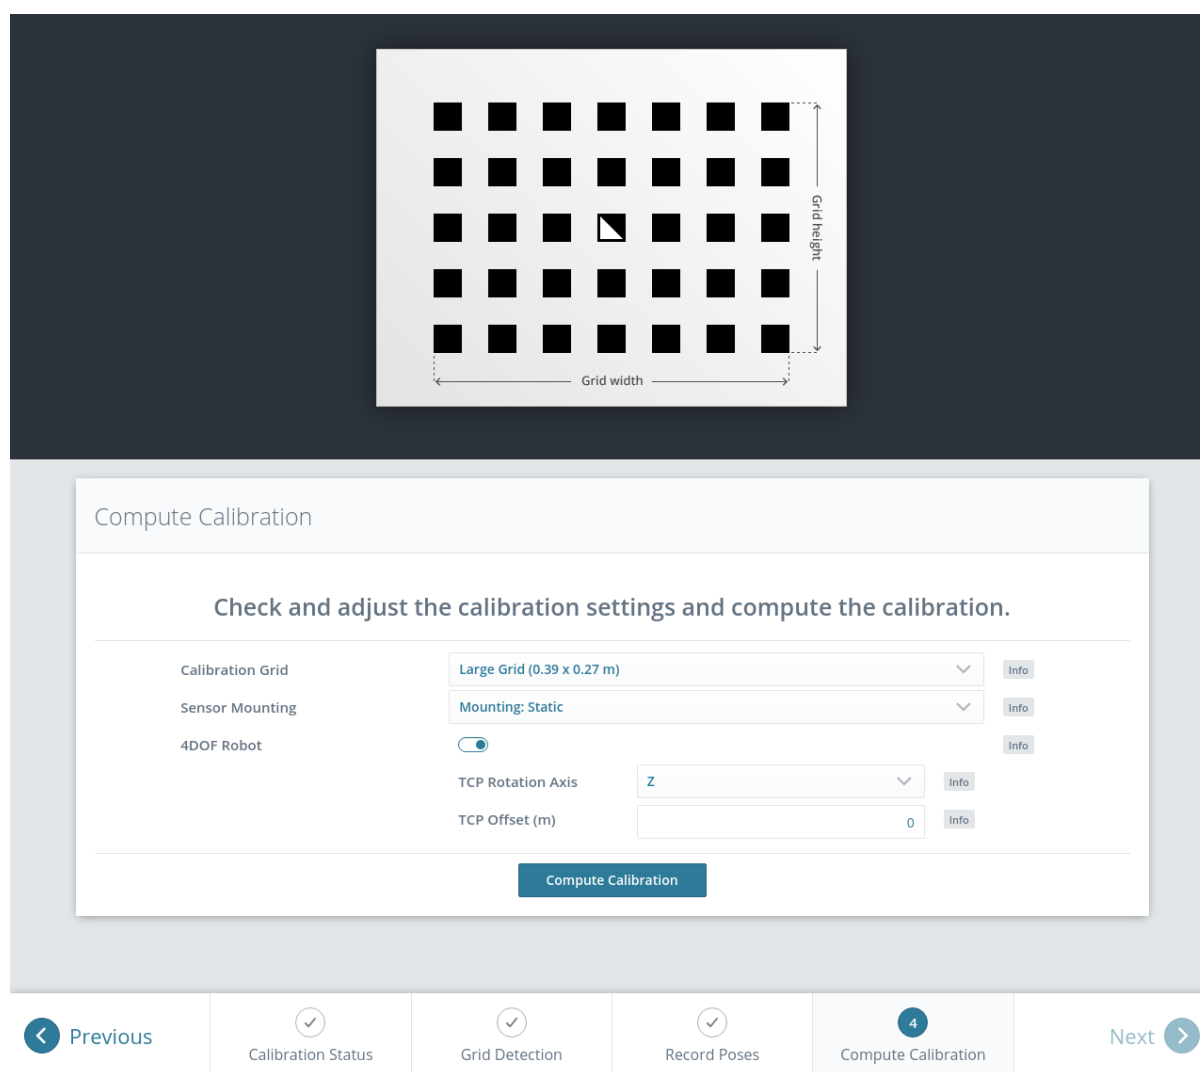 Grid height
Grid width
Compute Calibration
Check and adjust the calibration settings and compute the calibration.
Calibration Grid
Large Grid (0.39 x 0.27 m)
Info
Sensor Mounting
Mounting: Static
Info
4DOF Robot
Info
TCP Rotation Axis
Z
Info
TCP Offset (m)
0
Info
Compute Calibration
Previous
Calibration Status
Grid Detection
Record Poses
4
Compute Calibration
Next